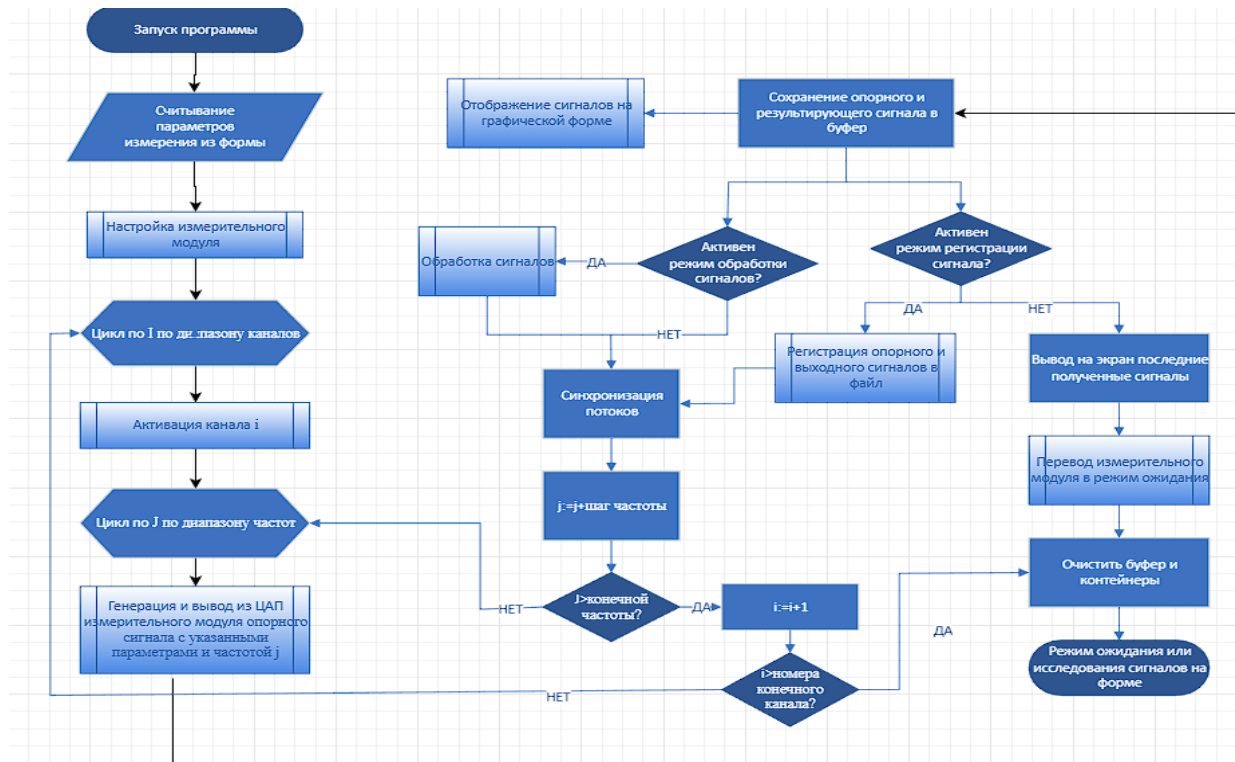 Запуск программы
Считывание
параметров
измерения из формы
Настройка измерительного
модуля
Цикл по I по ди...пазону каналов
Активация канала i
Цикл по J по диапазону частот
Генерация и вывод из ЦАП
измерительного модуля опорного
сигнала с указанными
параметрами и частотой j
Отображение сигналов на
графической форме
Сохранение опорного и
результирующего сигнала в
буфер
Обработка сигналов
ДА
Активен
режим обработки
сигналов?
НЕТ
Активен
режим регистрации
сигнала?
ДА
НЕТ
Регистрация опорного и
выходного сигналов в
файл
Синхронизация
потоков
j:=j+шаг частоты
J>конечной
частоты?
НЕТ
ДА
i:=i+1
i>номера
конечного
канала?
НЕТ
ДА
Вывод на экран последние
полученные сигналы
Перевод измерительного
модуля в режим ожидания
Очистить буфер и
контейнеры
Режим ожидания или
исследования сигналов на
форме